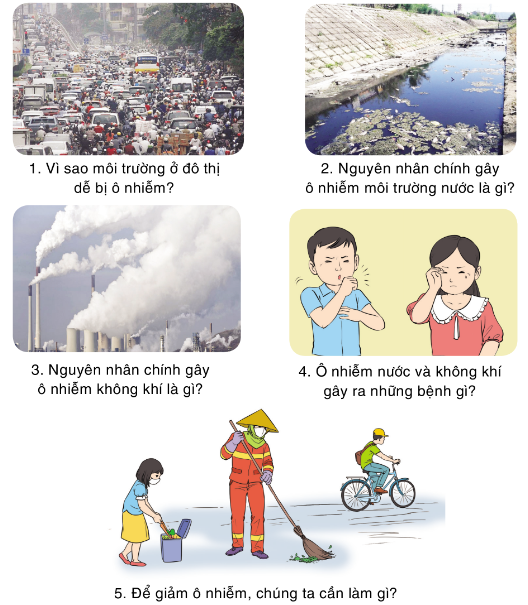 1. Vì sao môi trường ở đô thị
dễ bị ô nhiễm?
2. Nguyên nhân chính gây
ô nhiễm môi trường nước là gì?
3. Nguyên nhân chính gây
ô nhiễm không khí là gì?
4. Ô nhiễm nước và không khí
gây ra những bệnh gì?
5. Để giảm ô nhiễm, chúng ta cần làm gì?